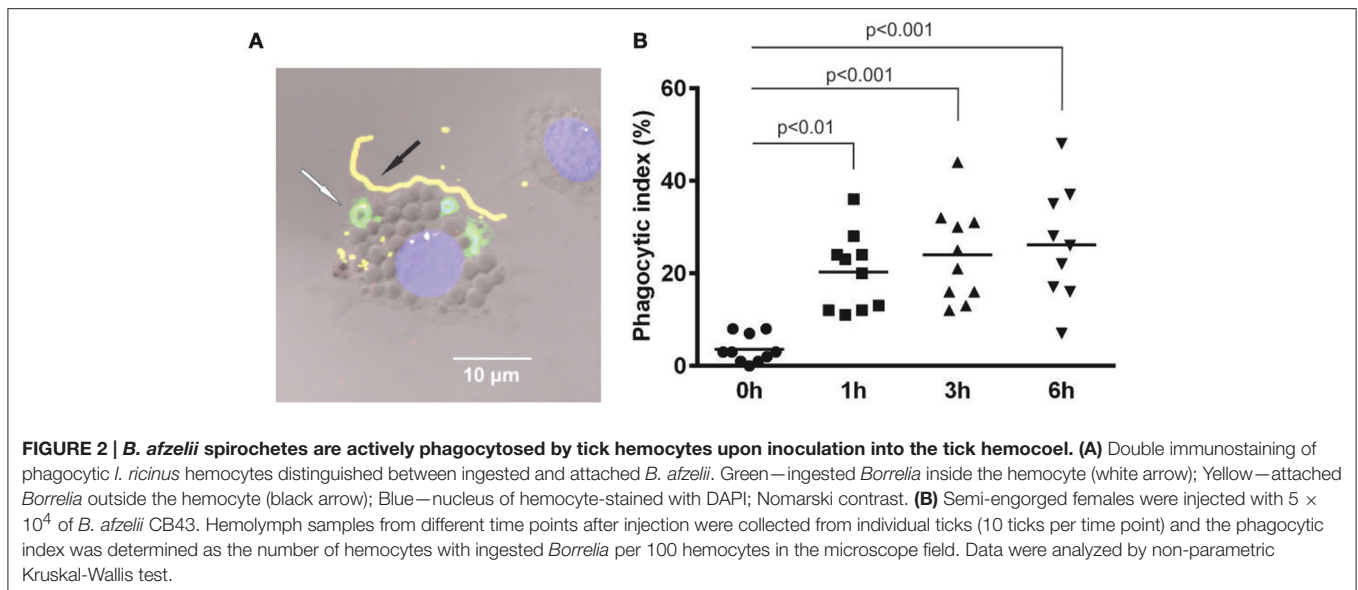 A
10 µm
B
p<0.001
p<0.001
p<0.01
Phagocytic index (%)
60
40
20
0
0h 1h 3h 6h
FIGURE 2 | B. afzelii spirochetes are actively phagocytosed by tick hemocytes upon inoculation into the tick hemocoel. (A) Double immunostaining of
phagocytic I. ricinus hemocytes distinguished between ingested and attached B. afzelii. Green—ingested Borrelia inside the hemocyte (white arrow); Yellow—attached
Borrelia outside the hemocyte (black arrow); Blue—nucleus of hemocyte-stained with DAPI; Nomarski contrast. (B) Semi-engorged females were injected with 5 ×
10⁴ of B. afzelii CB43. Hemolymph samples from different time points after injection were collected from individual ticks (10 ticks per time point) and the phagocytic
index was determined as the number of hemocytes with ingested Borrelia per 100 hemocytes in the microscope field. Data were analyzed by non-parametric
Kruskal-Wallis test.